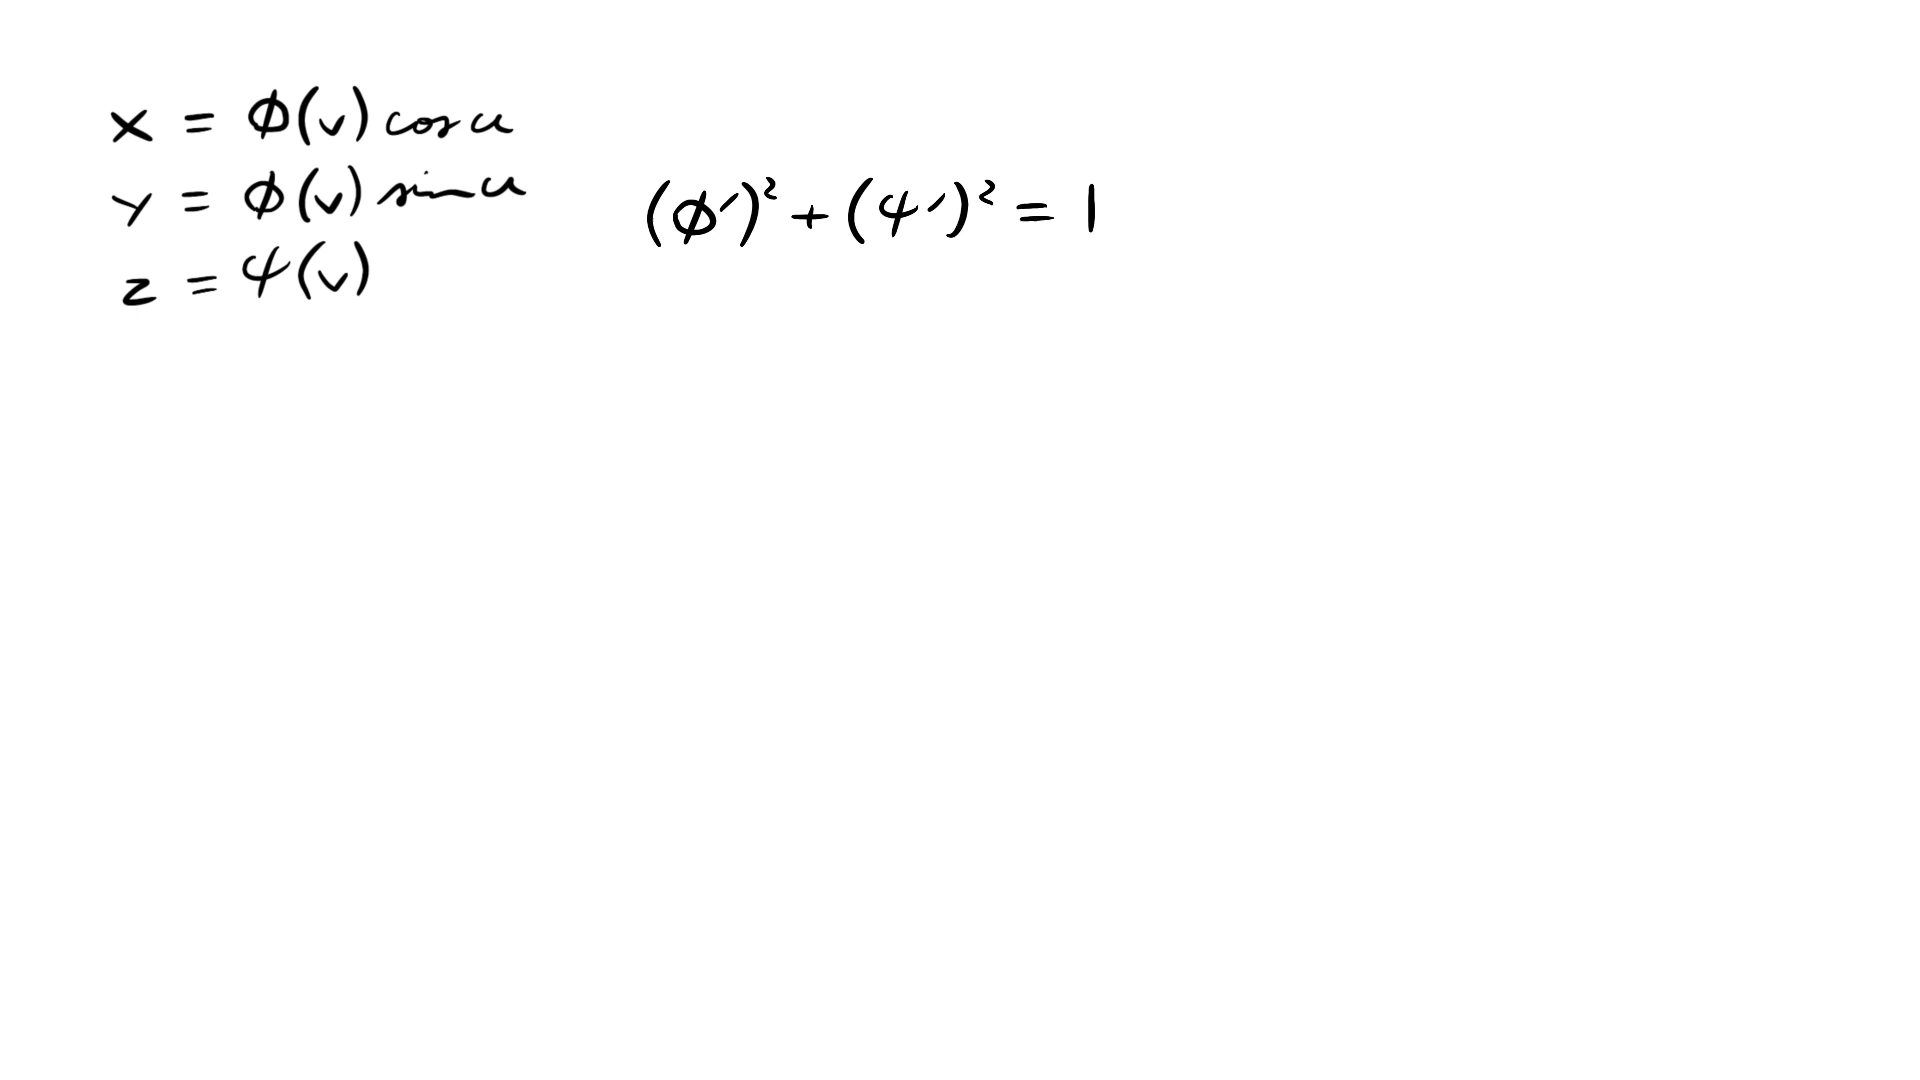 x = ϕ(v) cos u
y = ϕ(v) sin u
(ϕ′)² + (ψ′)² = 1
z = ψ(v)